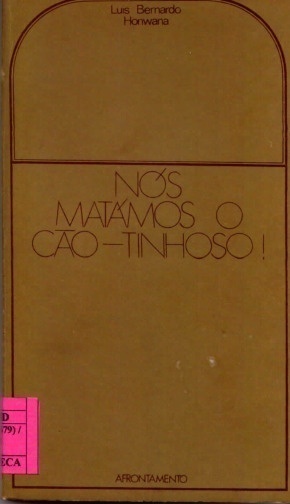 Luís Bernardo
Honwana
NÓS
MATÁMOS O
CÃO-TINHOSO!
D
79) /
ECA
AFRONTAMENTO